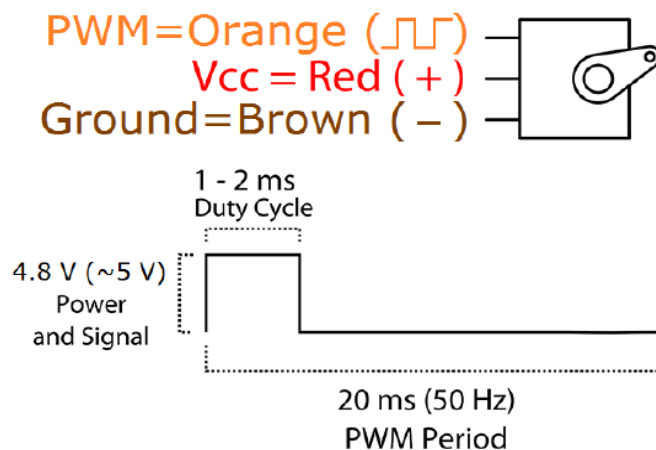 PWM=Orange (⎍⎍)
Vcc = Red ( + )
Ground=Brown ( − )
1 - 2 ms
Duty Cycle
4.8 V (~5 V)
Power
and Signal
20 ms (50 Hz)
PWM Period